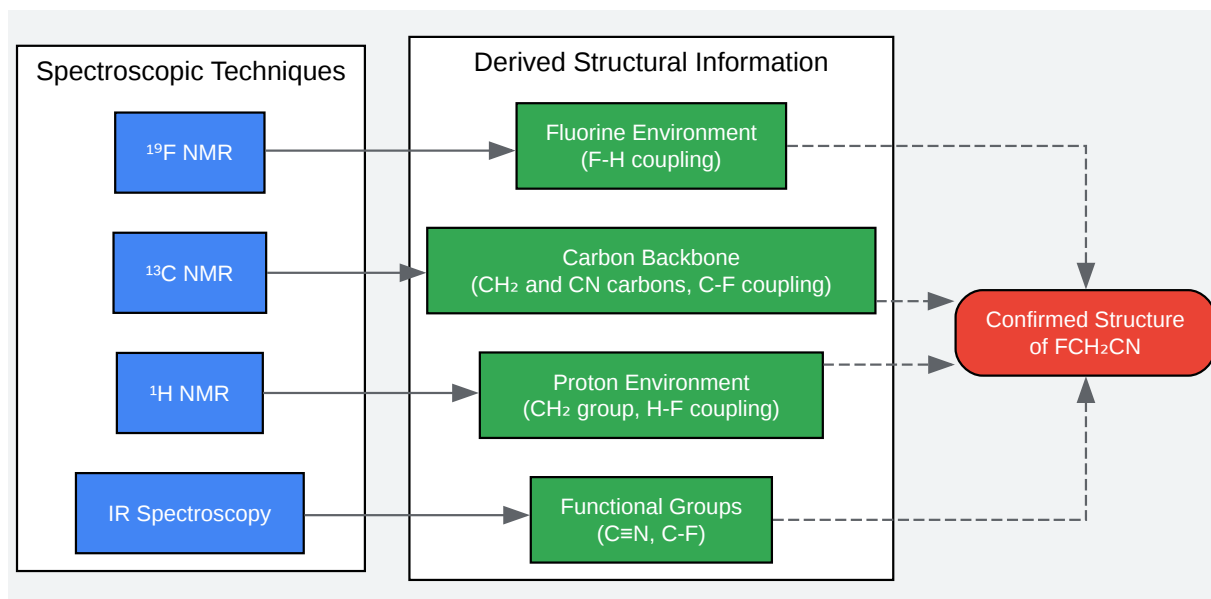 Spectroscopic Techniques
Derived Structural Information
¹⁹F NMR
Fluorine Environment
(F-H coupling)
¹³C NMR
Carbon Backbone
(CH₂ and CN carbons, C-F coupling)
Confirmed Structure
of FCH₂CN
¹H NMR
Proton Environment
(CH₂ group, H-F coupling)
IR Spectroscopy
Functional Groups
(C≡N, C-F)